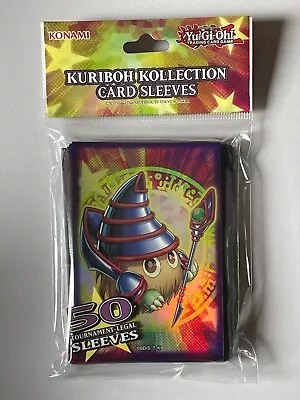 KONAMI
Yu-Gi-Oh!
TRADING CARD GAME
KURIBOH KOLLECTION
CARD SLEEVES
50
TOURNAMENT-LEGAL
SLEEVES